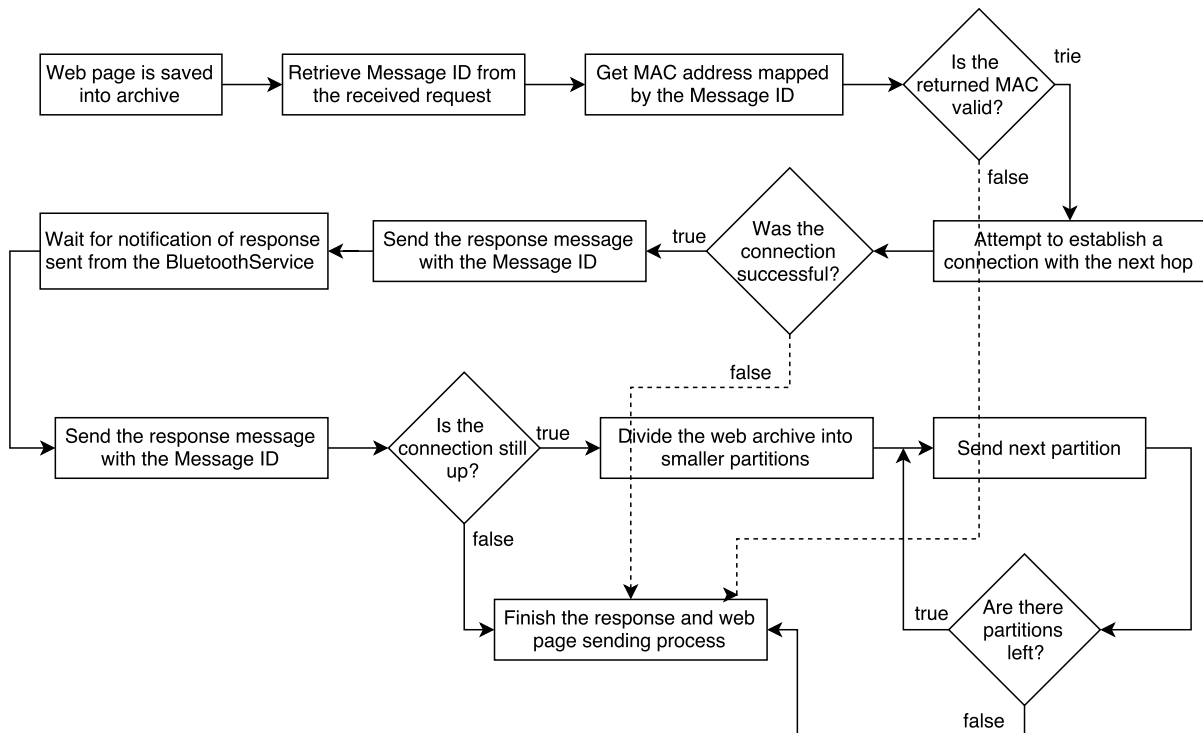 Web page is saved
into archive
Retrieve Message ID from
the received request
Get MAC address mapped
by the Message ID
Is the
returned MAC
valid?
trie
false
Attempt to establish a
connection with the next hop
Was the
connection
successful?
true
false
Send the response message
with the Message ID
Wait for notification of response
sent from the BluetoothService
Send the response message
with the Message ID
Is the
connection still
up?
true
false
Divide the web archive into
smaller partitions
Send next partition
Are there
partitions
left?
true
false
Finish the response and web
page sending process